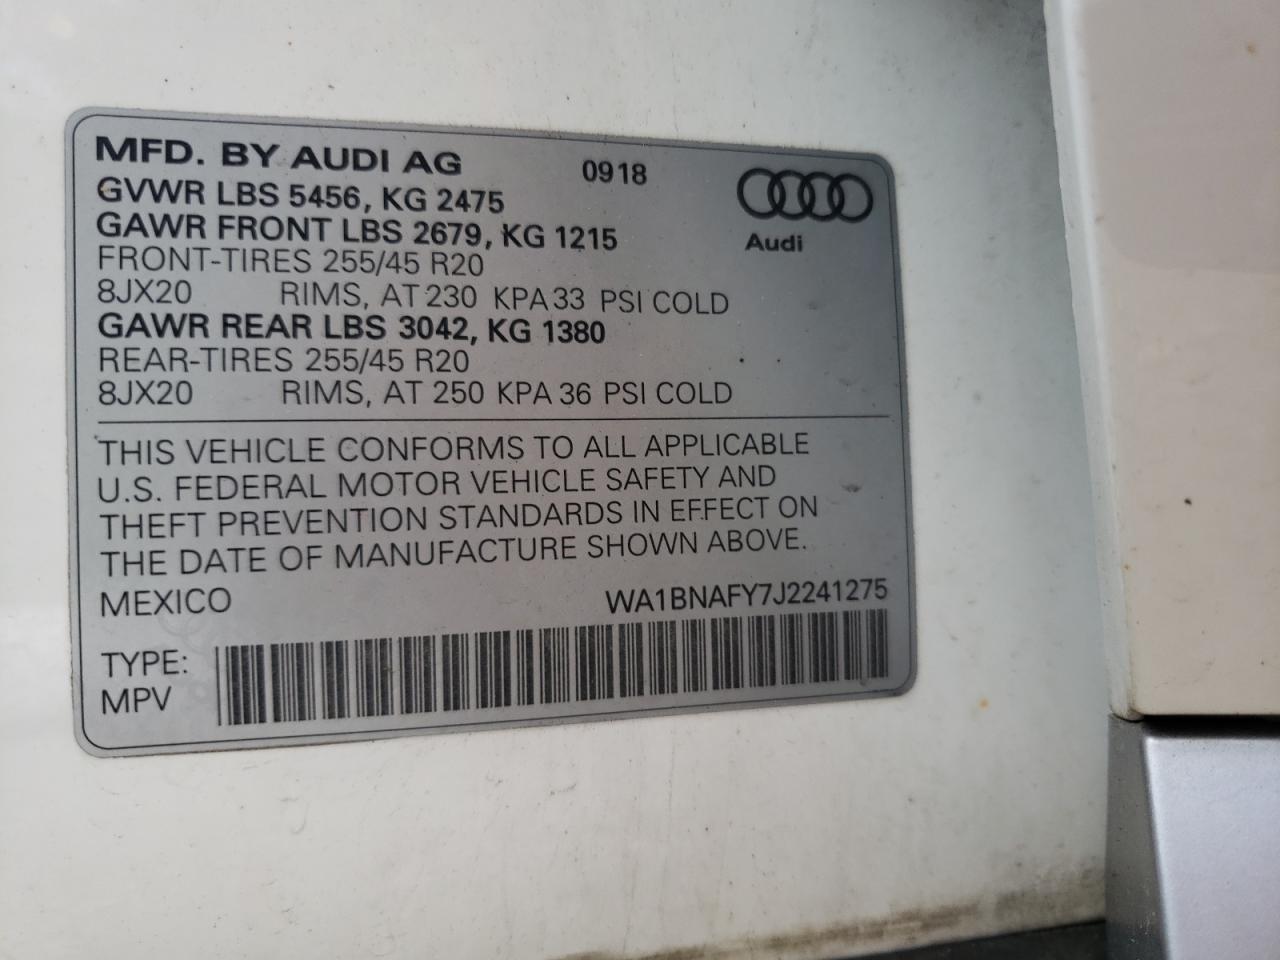 MFD. BY AUDI AG 0918
GVWR LBS 5456, KG 2475
GAWR FRONT LBS 2679, KG 1215
Audi
FRONT-TIRES 255/45 R20
8JX20 RIMS, AT 230 KPA 33 PSI COLD
GAWR REAR LBS 3042, KG 1380
REAR-TIRES 255/45 R20
8JX20 RIMS, AT 250 KPA 36 PSI COLD
THIS VEHICLE CONFORMS TO ALL APPLICABLE
U.S. FEDERAL MOTOR VEHICLE SAFETY AND
THEFT PREVENTION STANDARDS IN EFFECT ON
THE DATE OF MANUFACTURE SHOWN ABOVE.
MEXICO WA1BNAFY7J2241275
TYPE:
MPV